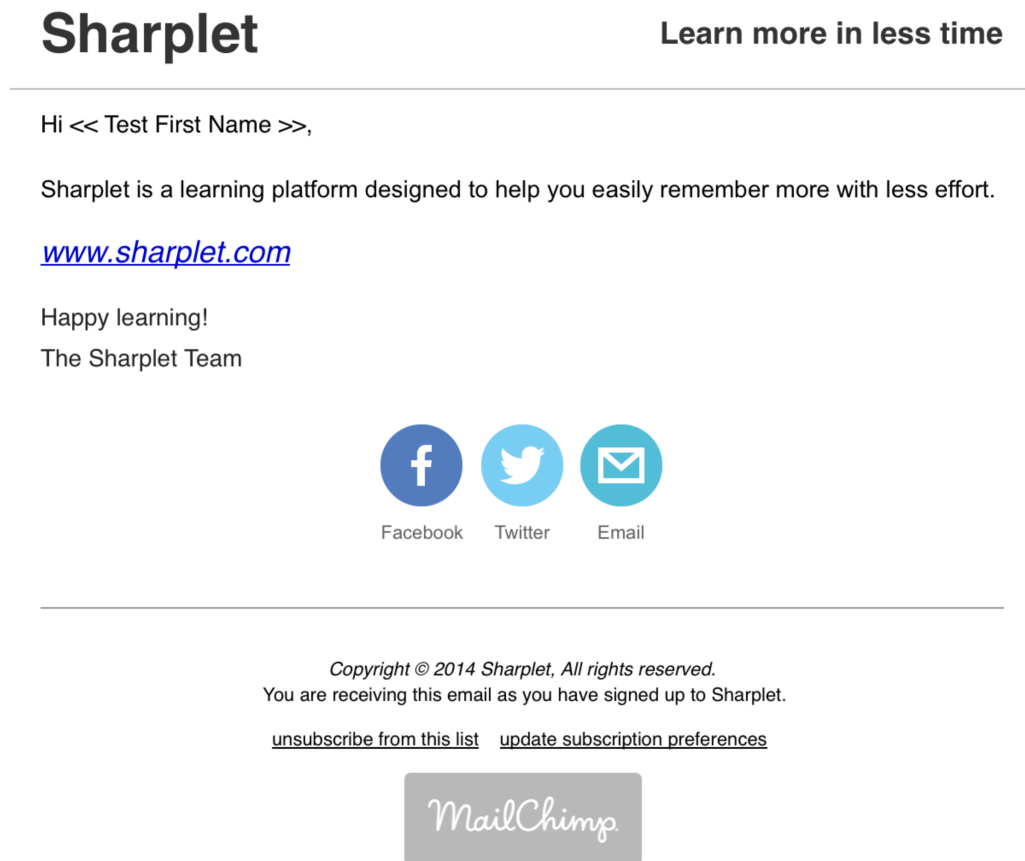 Sharplet
Learn more in less time
Hi << Test First Name >>,
Sharplet is a learning platform designed to help you easily remember more with less effort.
www.sharplet.com
Happy learning!
The Sharplet Team
Facebook Twitter Email
Copyright © 2014 Sharplet, All rights reserved.
You are receiving this email as you have signed up to Sharplet.
unsubscribe from this list update subscription preferences
MailChimp